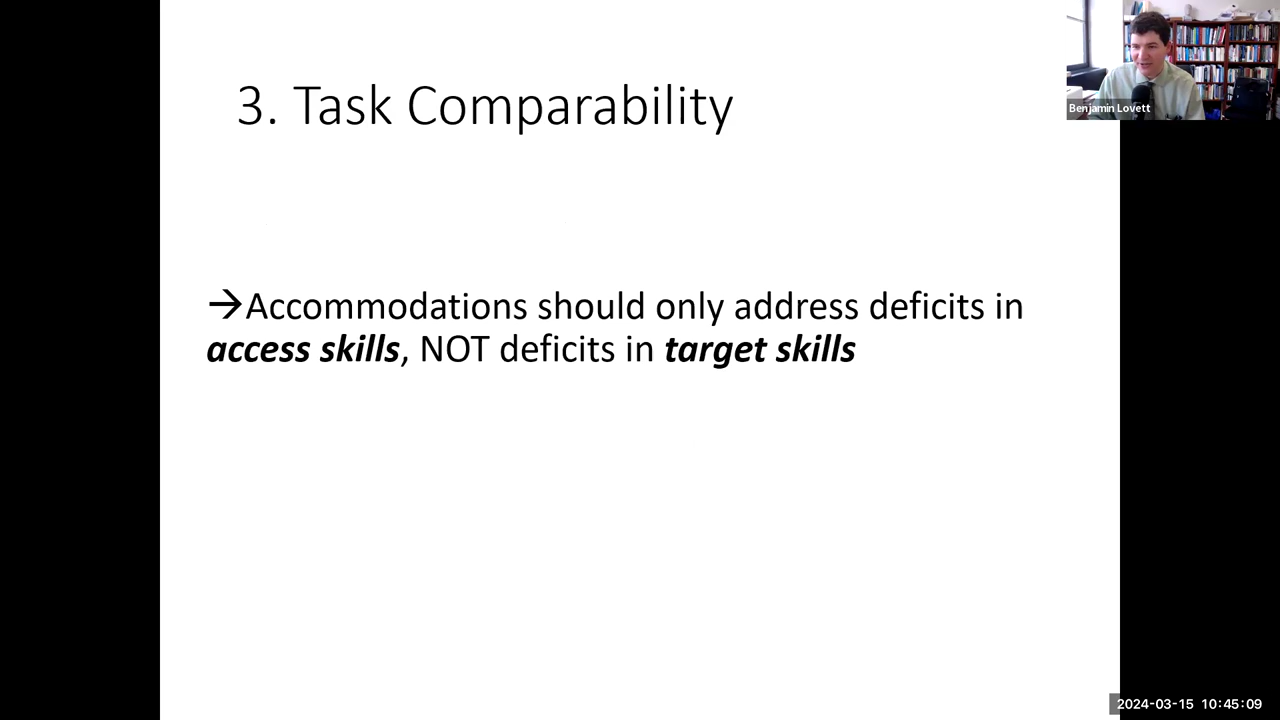 3. Task Comparability
Benjamin Lovett
→Accommodations should only address deficits in
access skills, NOT deficits in target skills
2024-03-15 10:45:09